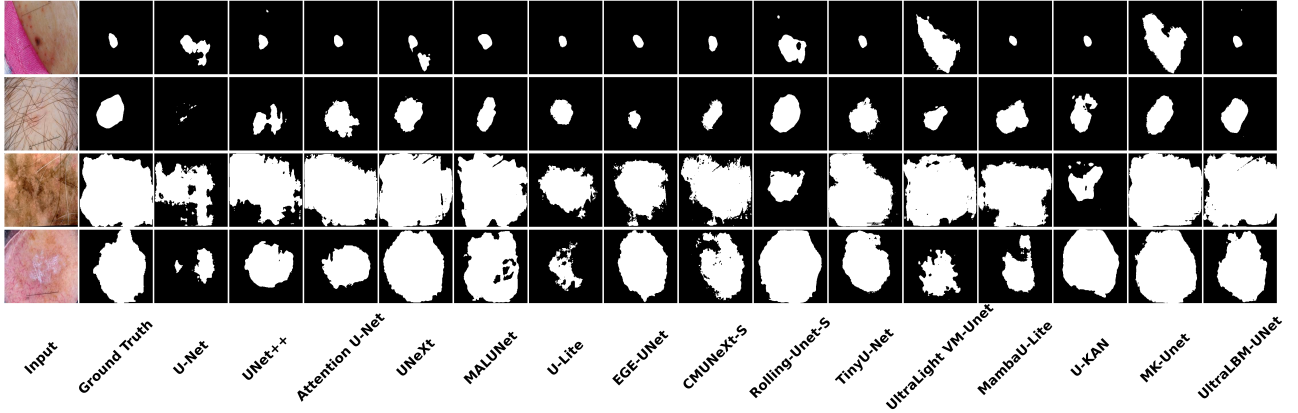 Input
Ground Truth
U-Net
UNet++
Attention U-Net
UNeXt
MALUNet
U-Lite
EGE-UNet
CMUNeXt-S
Rolling-Unet-S
TinyU-Net
UltraLight VM-Unet
MambaU-Lite
U-KAN
MK-Unet
UltraLBM-UNet